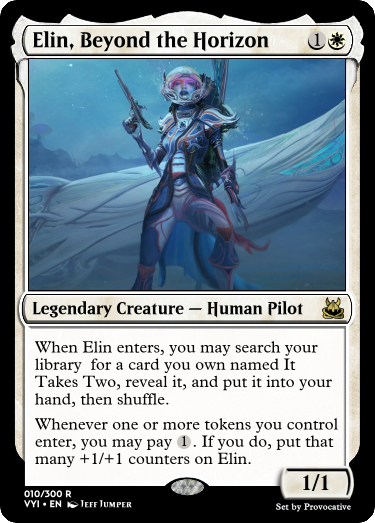 Elin, Beyond the Horizon 1
Legendary Creature — Human Pilot
When Elin enters, you may search your
library for a card you own named It
Takes Two, reveal it, and put it into your
hand, then shuffle.
Whenever one or more tokens you control
enter, you may pay 1. If you do, put that
many +1/+1 counters on Elin.
1/1
010/300 R
VYI • EN Jeff Jumper
Set by Provocative